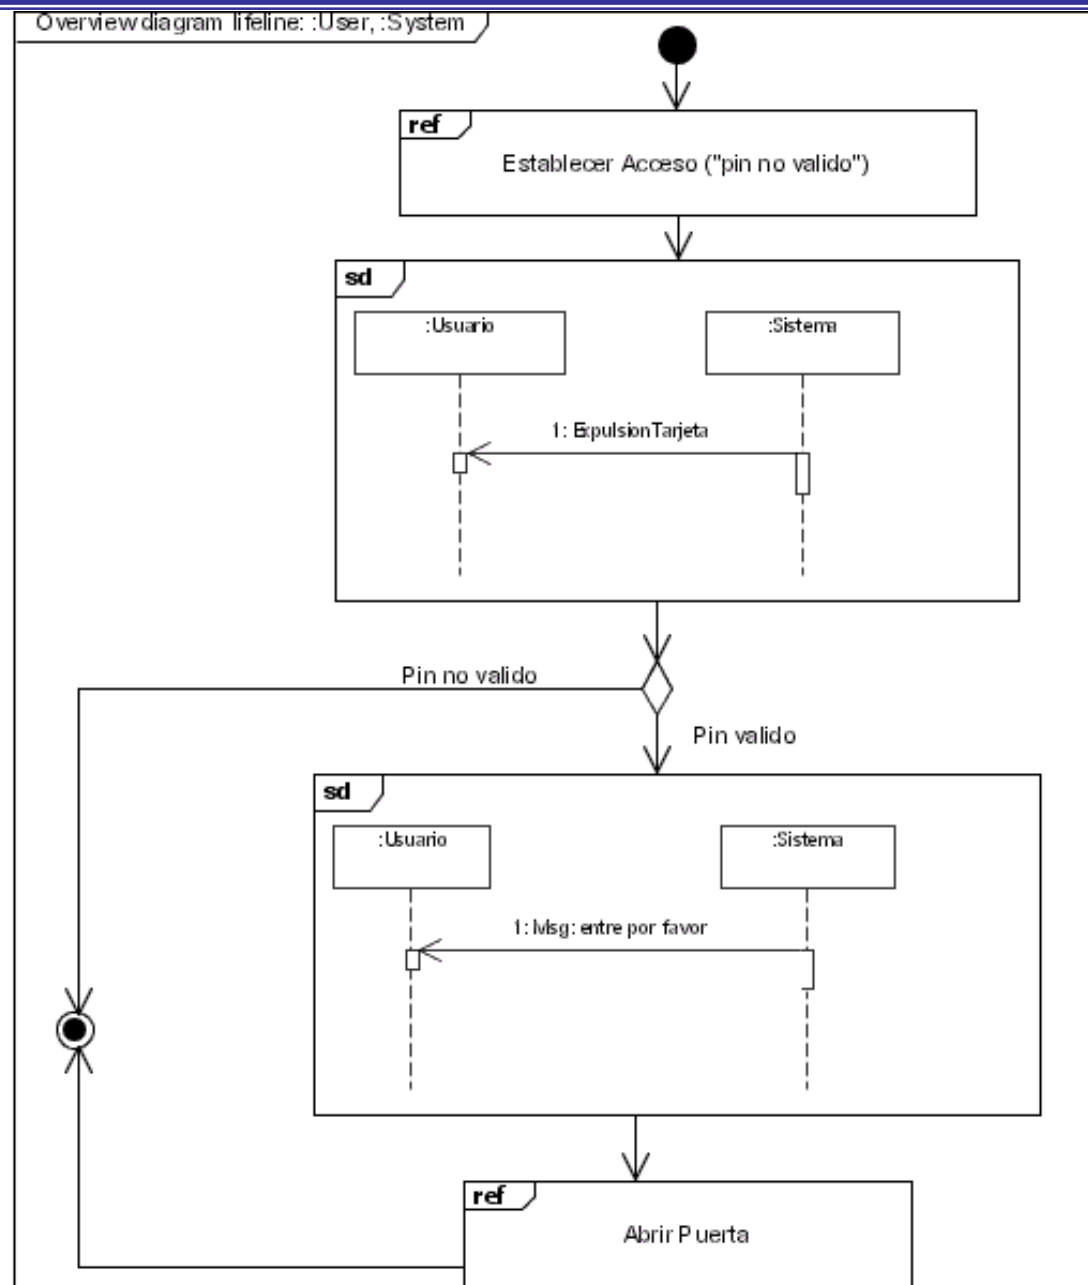 Overview diagram lifeline: :User, :System
ref
Establecer Acceso ("pin no valido")
sd
:Usuario
:Sistema
1: ExpulsionTarjeta
Pin no valido
Pin valido
sd
:Usuario
:Sistema
1: Msg: entre por favor
ref
Abrir Puerta